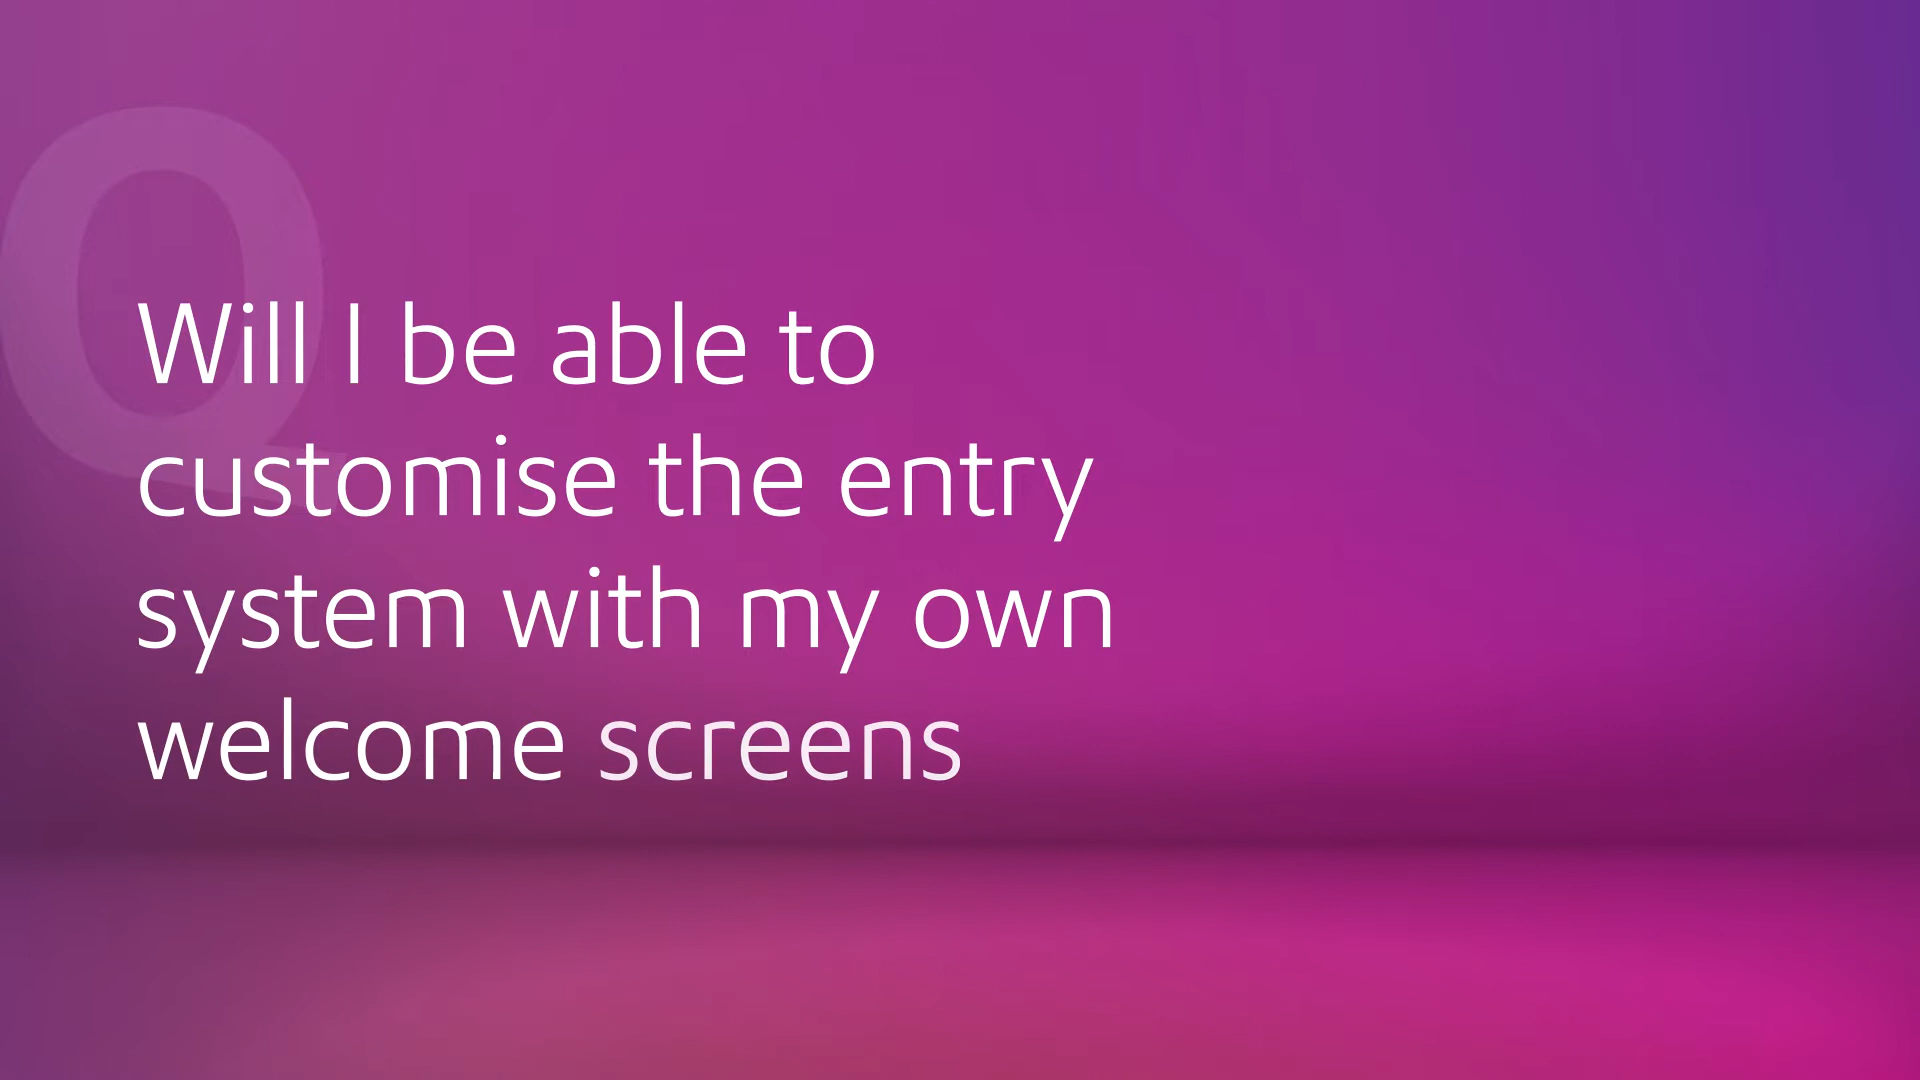 Q
Will I be able to
customise the entry
system with my own
welcome screens